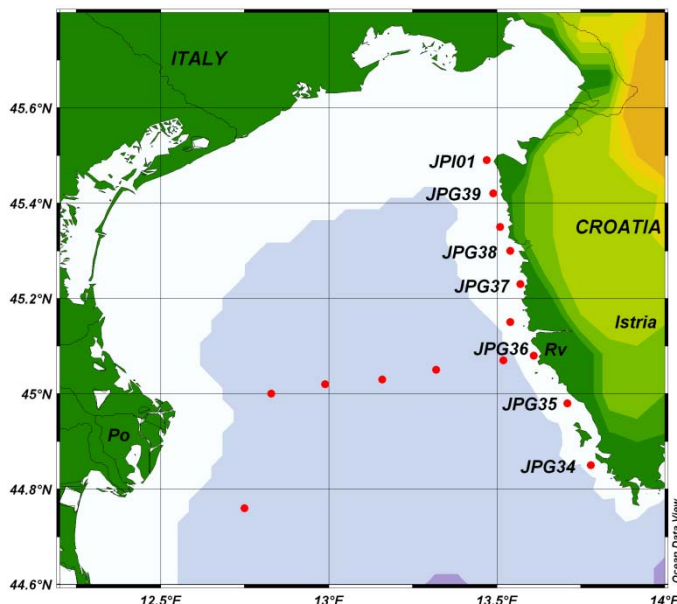 ITALY
45.6°N
JPI01
45.4°N
JPG39
CROATIA
JPG38
45.2°N
JPG37
Istria
JPG36
Rv
45°N
JPG35
Po
JPG34
44.8°N
44.6°N
12.5°E
13°E
13.5°E
14°E
Ocean Data View